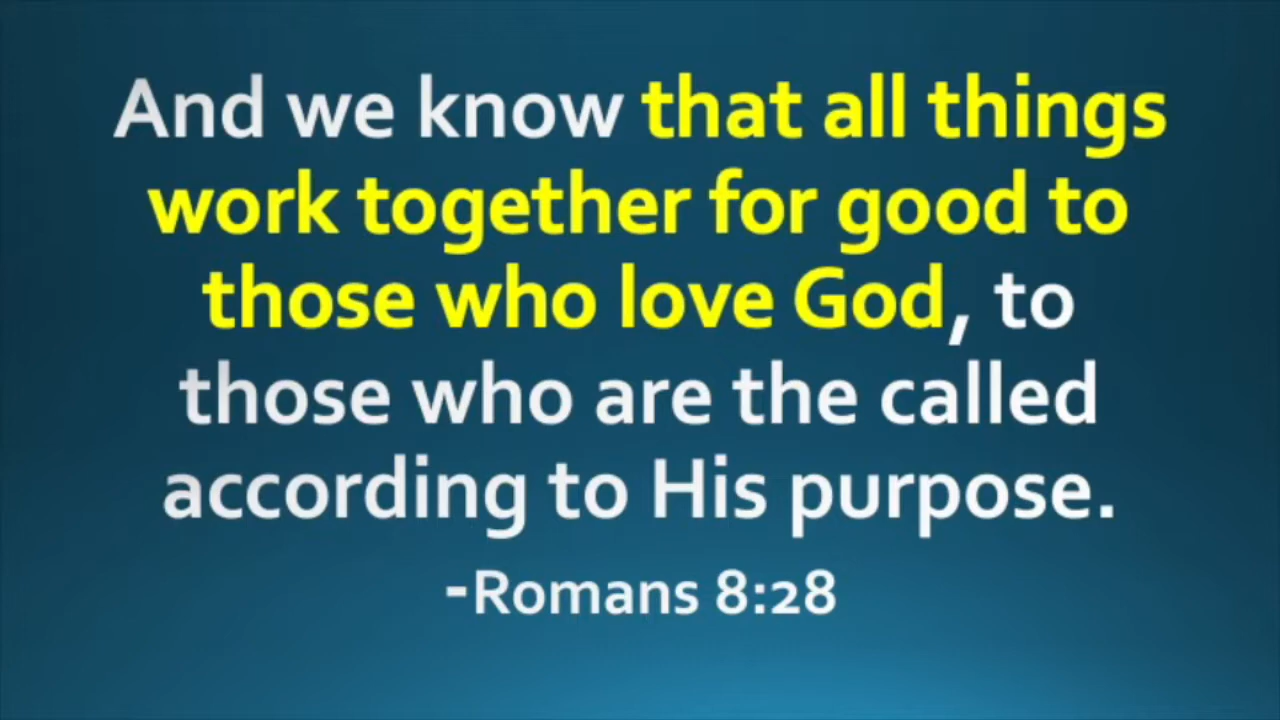 And we know that all things
work together for good to
those who love God, to
those who are the called
according to His purpose.
-Romans 8:28